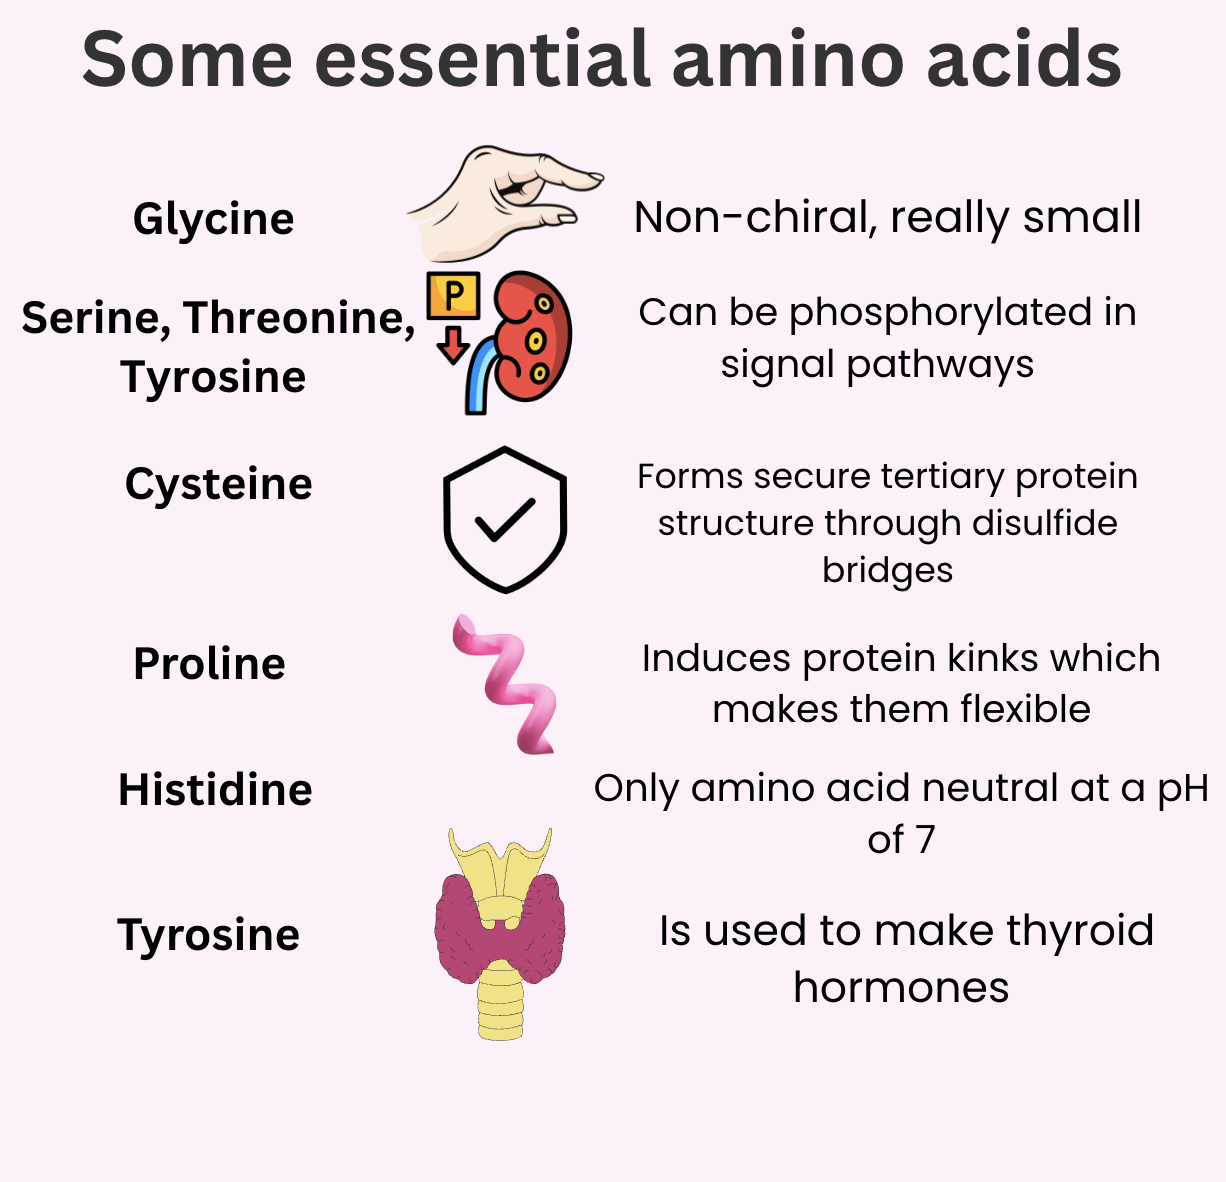 Some essential amino acids
Glycine
Non-chiral, really small
Serine, Threonine,
Tyrosine
P
Can be phosphorylated in
signal pathways
Cysteine
Forms secure tertiary protein
structure through disulfide
bridges
Proline
Induces protein kinks which
makes them flexible
Histidine
Only amino acid neutral at a pH
of 7
Tyrosine
Is used to make thyroid
hormones